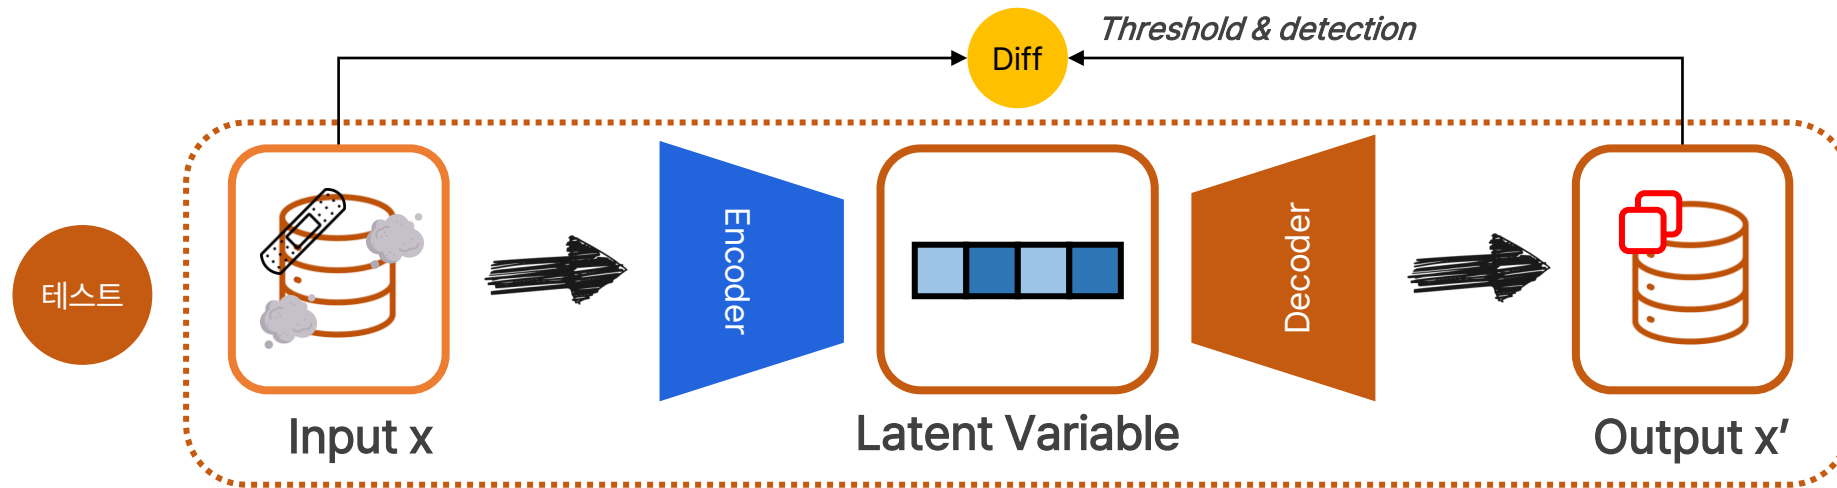 Threshold & detection
Diff
테스트
Encoder
Decoder
Input x
Latent Variable
Output x’